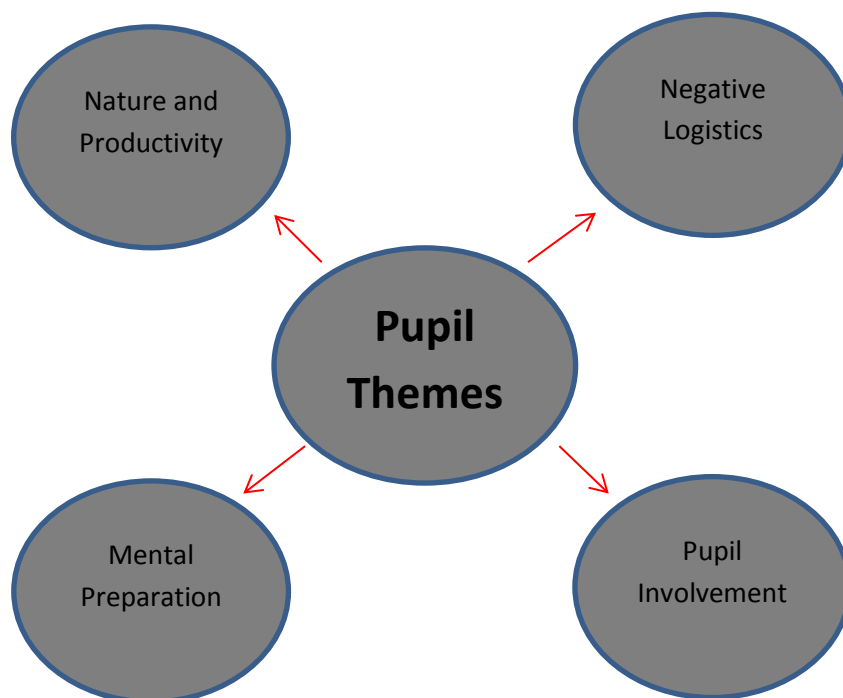 Nature and
Productivity
Negative
Logistics
Pupil
Themes
Mental
Preparation
Pupil
Involvement